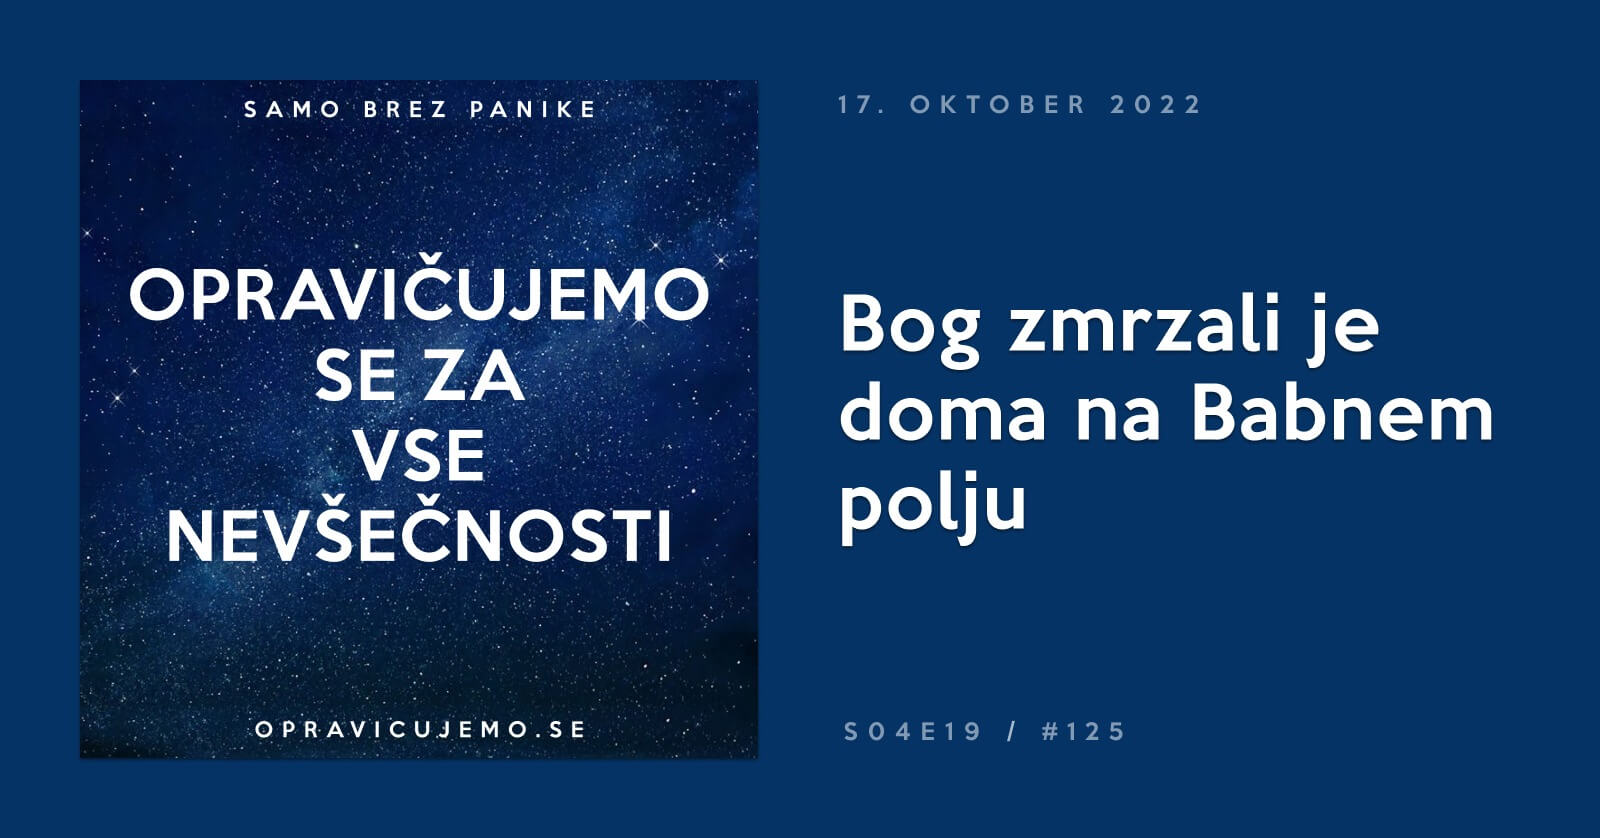 SAMO BREZ PANIKE
OPRAVIČUJEMO
SE ZA
VSE
NEVŠEČNOSTI
OPRAVICUJEMO.SE
17. OKTOBER 2022
Bog zmrzali je
doma na Babnem
polju
S04E19 / #125